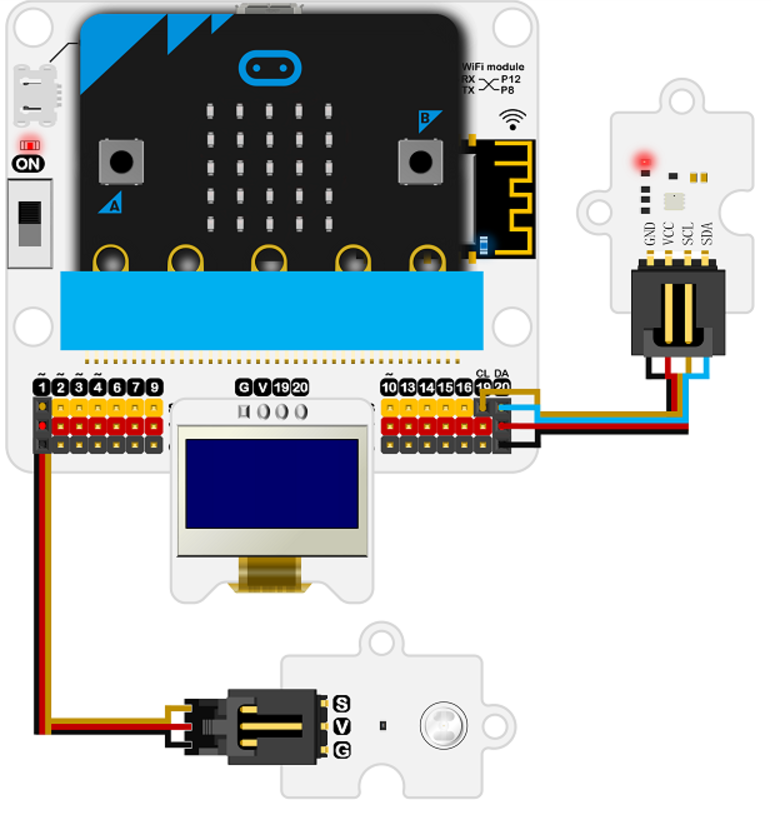 WiFi module
RX P12
TX P8
B
ON
A
GND VCC SCL SDA
CL DA
~ ~ ~ ~ ~
1 2 3 4 6 7 9 G V 19 20 10 13 14 15 16 19 20
S
V
G